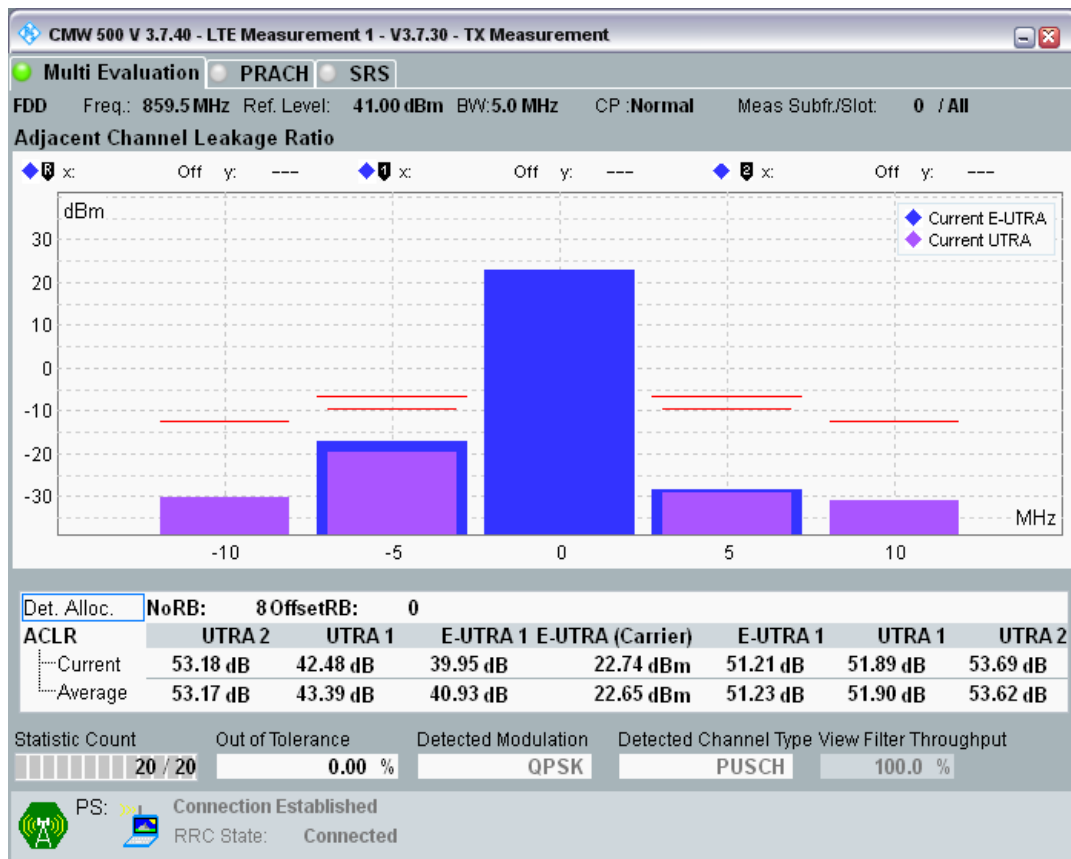 CMW 500 V 3.7.40 - LTE Measurement 1 - V3.7.30 - TX Measurement
Multi Evaluation PRACH SRS
FDD Freq.: 859.5 MHz Ref. Level: 41.00 dBm BW:5.0 MHz CP :Normal Meas Subfr./Slot: 0 / All
Adjacent Channel Leakage Ratio
R x: Off y: --- 1 x: Off y: --- 2 x: Off y: ---
dBm
Current E-UTRA
Current UTRA
30
20
10
0
-10
-20
-30
MHz
-10 -5 0 5 10
Det. Alloc. NoRB: 8 OffsetRB: 0
ACLR UTRA 2 UTRA 1 E-UTRA 1 E-UTRA (Carrier) E-UTRA 1 UTRA 1 UTRA 2
Current 53.18 dB 42.48 dB 39.95 dB 22.74 dBm 51.21 dB 51.89 dB 53.69 dB
Average 53.17 dB 43.39 dB 40.93 dB 22.65 dBm 51.23 dB 51.90 dB 53.62 dB
Statistic Count Out of Tolerance Detected Modulation Detected Channel Type View Filter Throughput
20 / 20 0.00 % QPSK PUSCH 100.0 %
PS: Connection Established
RRC State: Connected